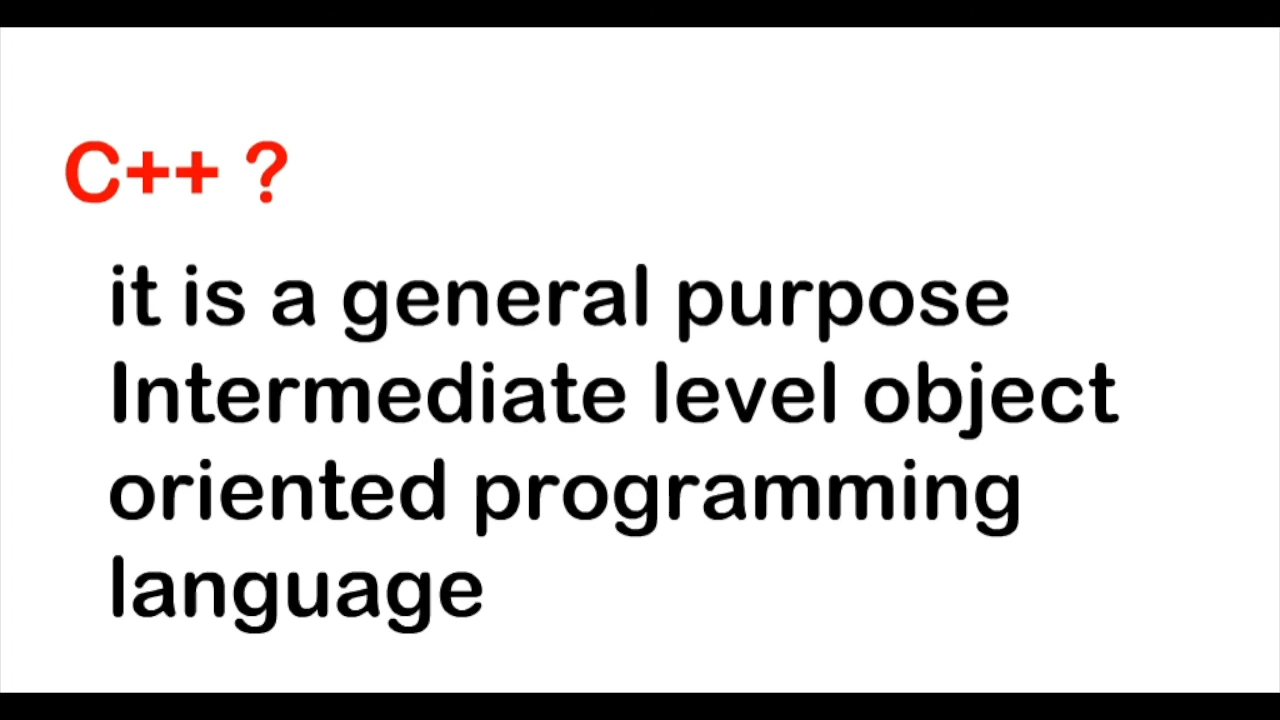 C++ ?
it is a general purpose
Intermediate level object
oriented programming
language